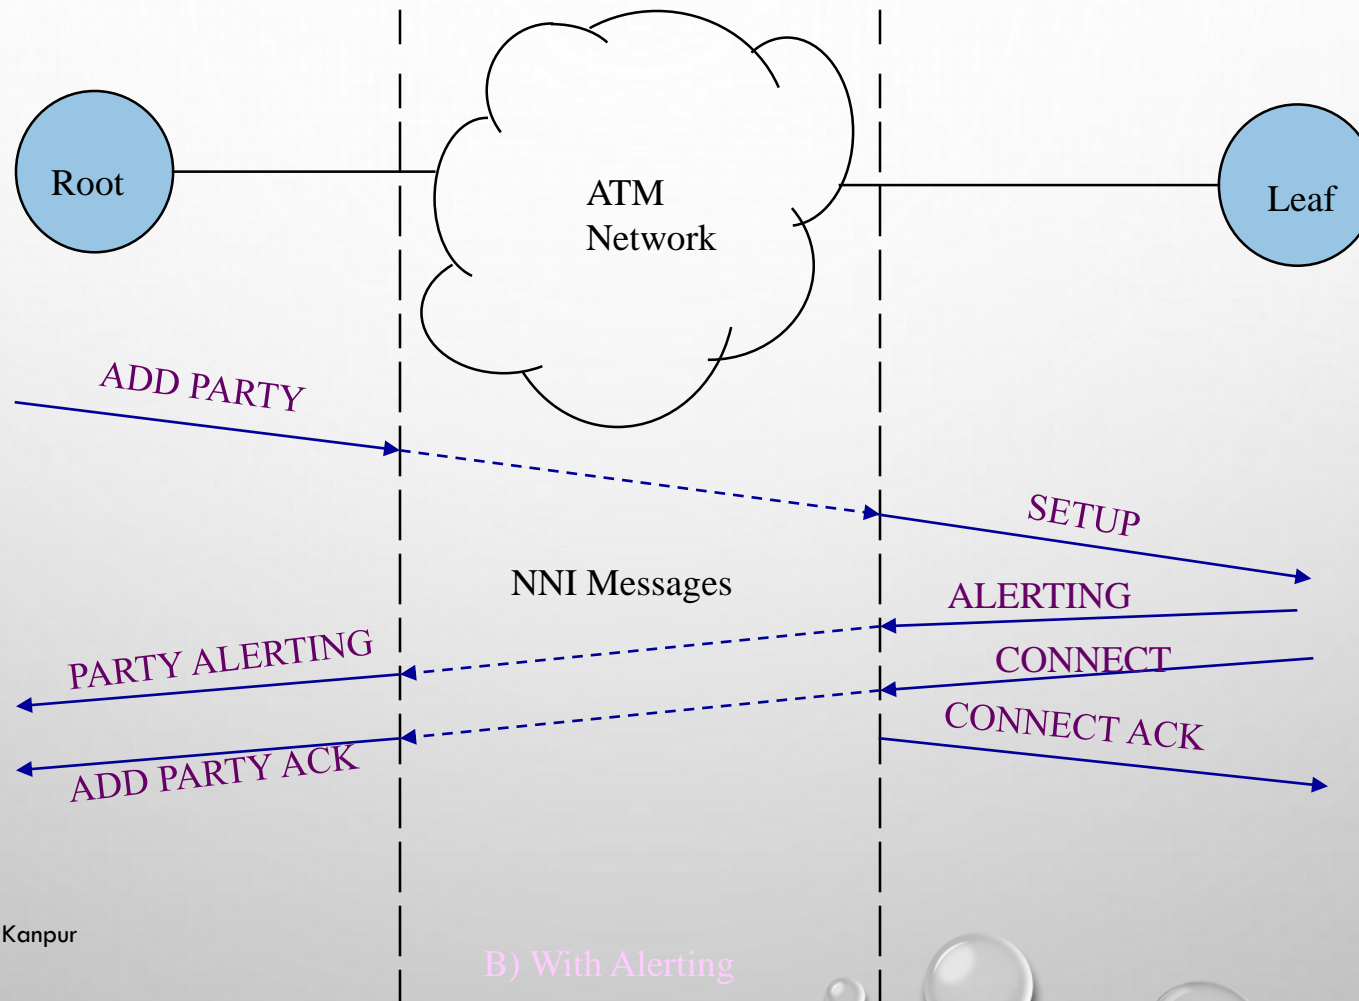 Root
ATM
Network
Leaf
ADD PARTY
SETUP
NNI Messages
ALERTING
PARTY ALERTING
CONNECT
CONNECT ACK
ADD PARTY ACK
Kanpur
B) With Alerting